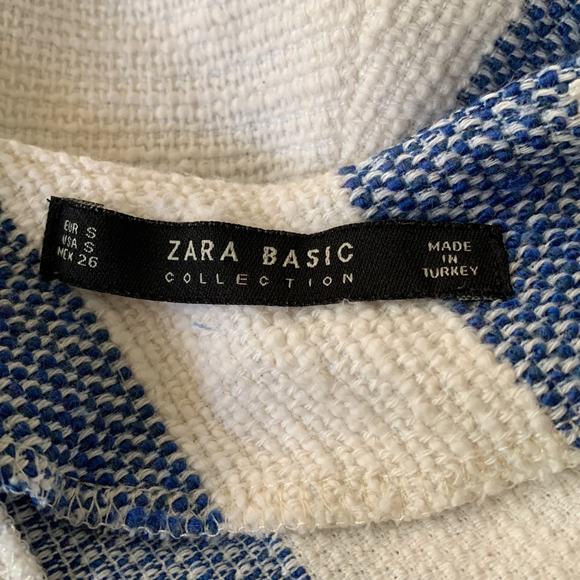 EUR S
USA S
MEX 26
ZARA BASIC
COLLECTION
MADE
IN
TURKEY